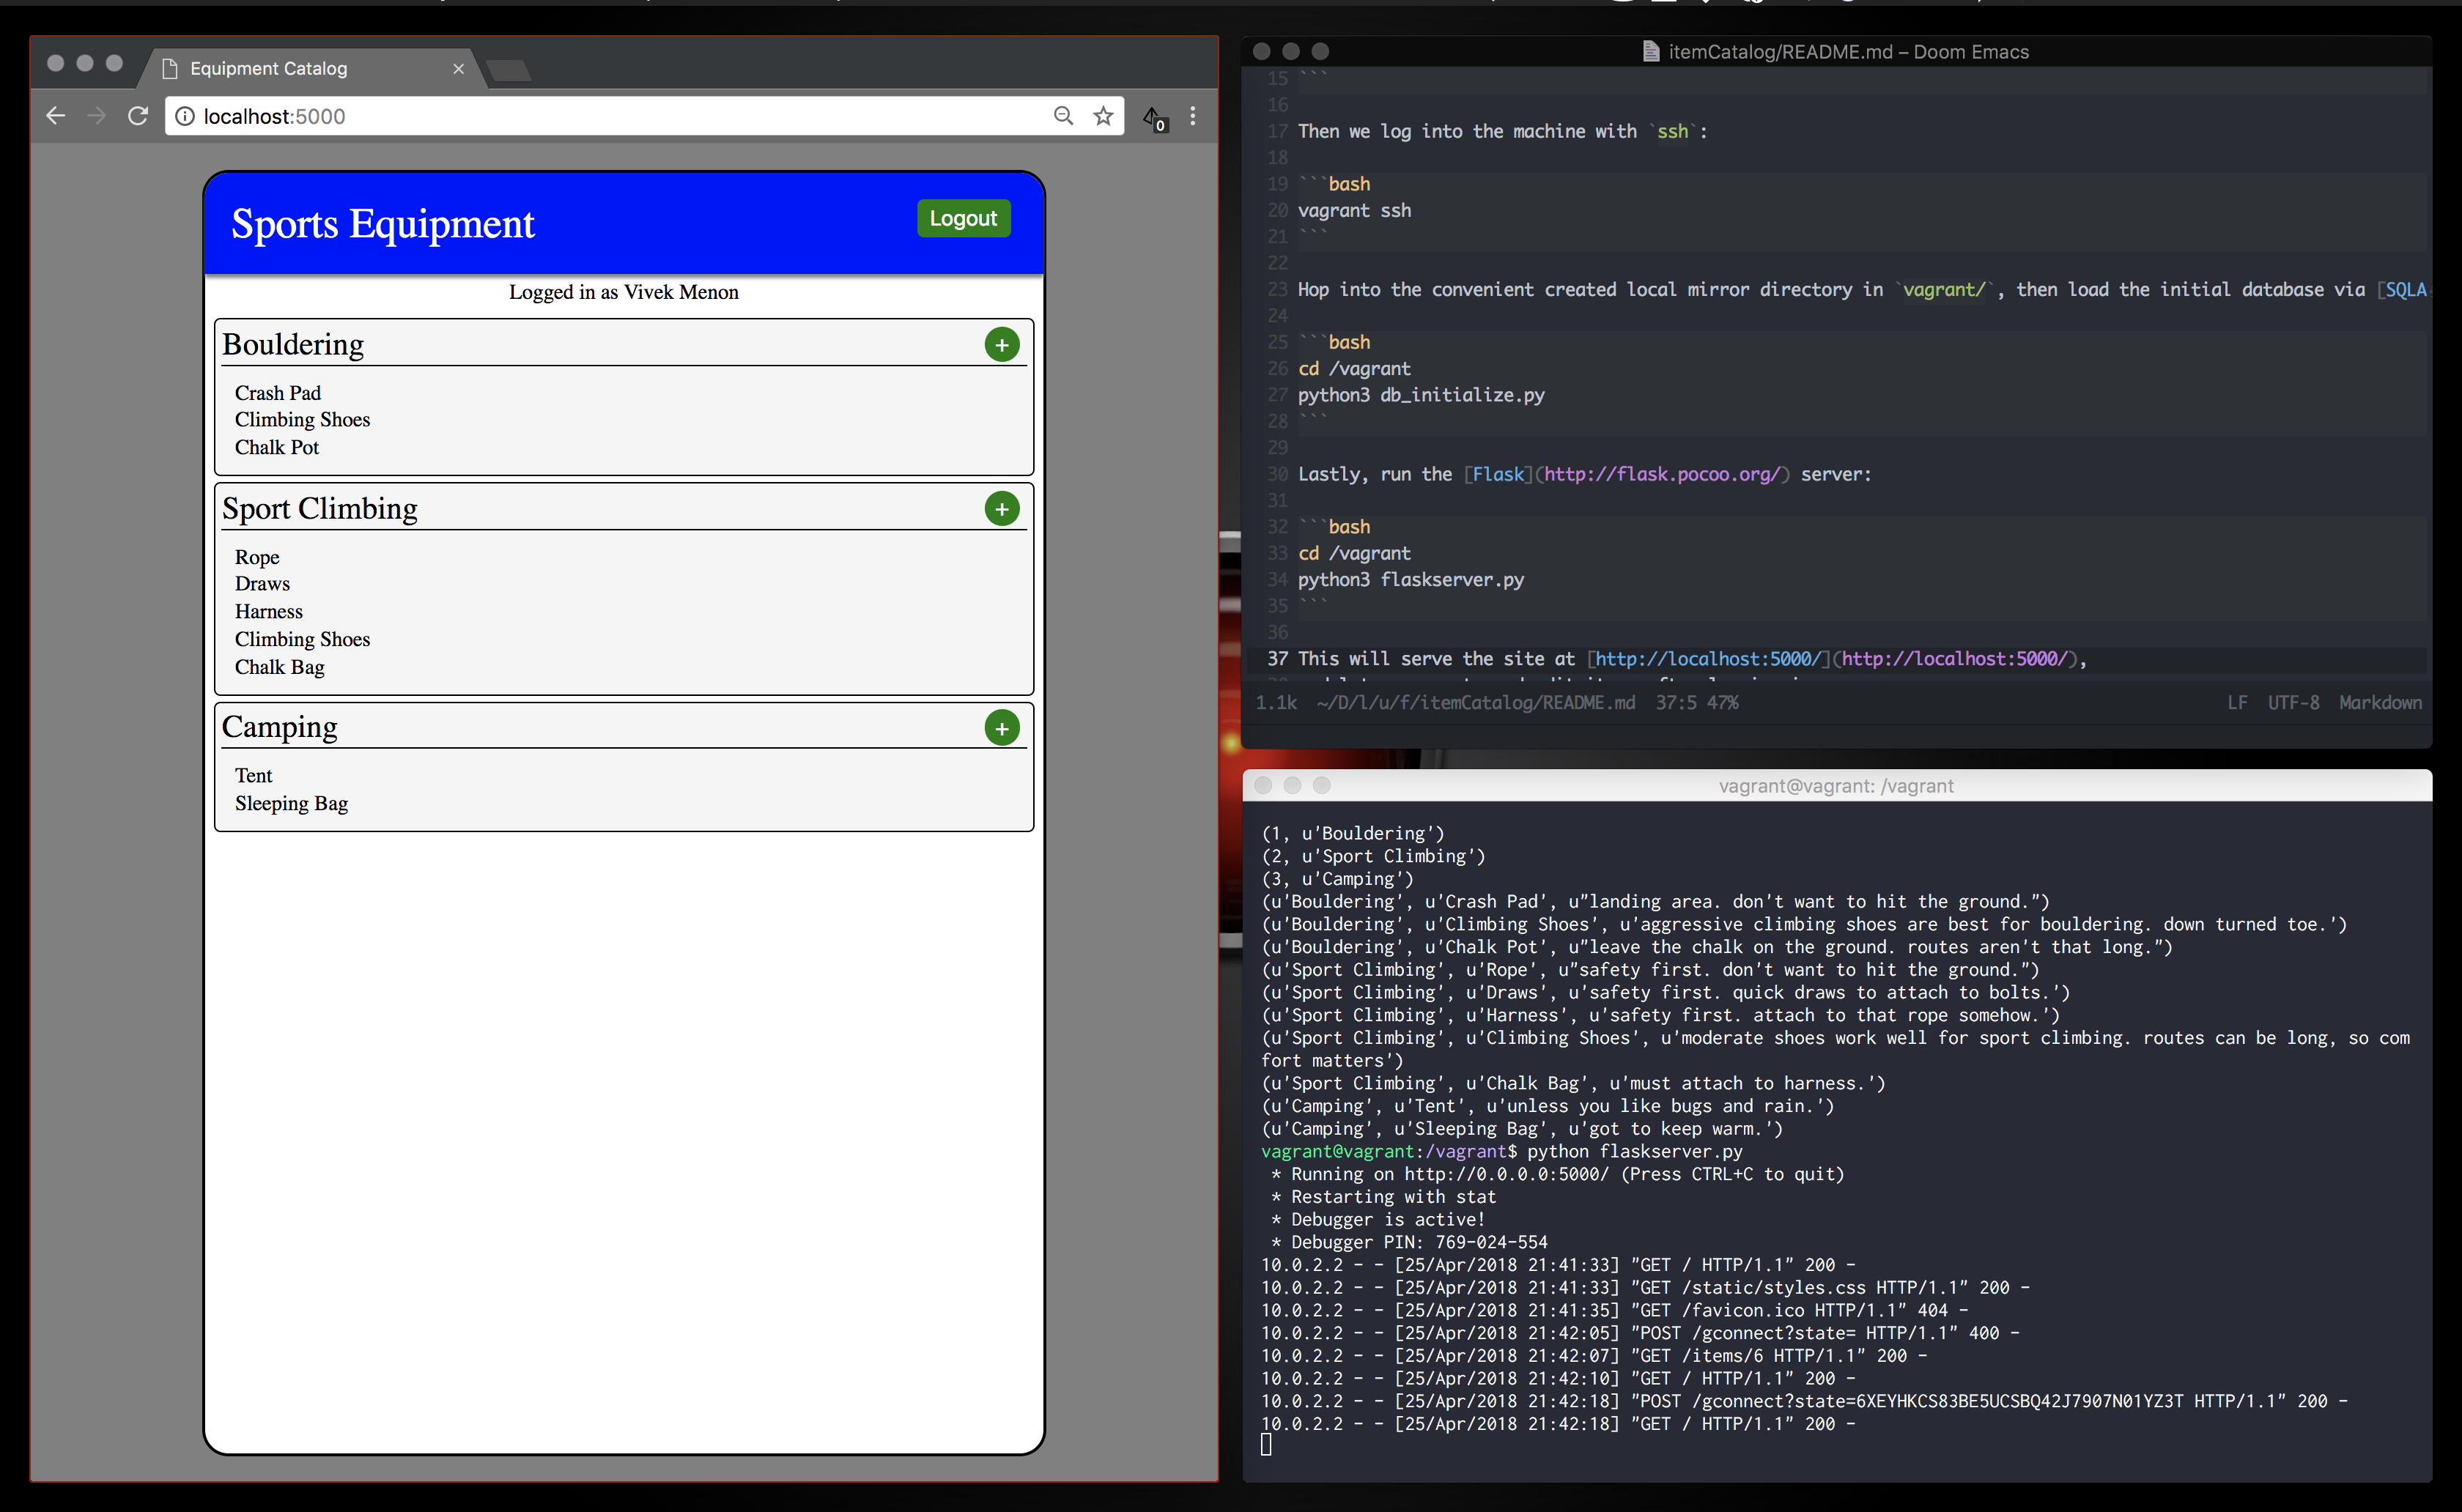 Equipment Catalog
localhost:5000
0
Sports Equipment
Logout
Logged in as Vivek Menon
Bouldering
+
Crash Pad
Climbing Shoes
Chalk Pot
Sport Climbing
+
Rope
Draws
Harness
Climbing Shoes
Chalk Bag
Camping
+
Tent
Sleeping Bag
itemCatalog/README.md – Doom Emacs
15 ```
16
17 Then we log into the machine with `ssh`:
18
19 ```bash
20 vagrant ssh
21 ```
22
23 Hop into the convenient created local mirror directory in `vagrant/`, then load the initial database via [SQLA
24
25 ```bash
26 cd /vagrant
27 python3 db_initialize.py
28 ```
29
30 Lastly, run the [Flask](http://flask.pocoo.org/) server:
31
32 ```bash
33 cd /vagrant
34 python3 flaskserver.py
35 ```
36
37 This will serve the site at [http://localhost:5000/](http://localhost:5000/),
1.1k ~/D/l/u/f/itemCatalog/README.md 37:5 47% LF UTF-8 Markdown
vagrant@vagrant: /vagrant
(1, u'Bouldering')
(2, u'Sport Climbing')
(3, u'Camping')
(u'Bouldering', u'Crash Pad', u"landing area. don't want to hit the ground.")
(u'Bouldering', u'Climbing Shoes', u'aggressive climbing shoes are best for bouldering. down turned toe.')
(u'Bouldering', u'Chalk Pot', u"leave the chalk on the ground. routes aren't that long.")
(u'Sport Climbing', u'Rope', u"safety first. don't want to hit the ground.")
(u'Sport Climbing', u'Draws', u'safety first. quick draws to attach to bolts.')
(u'Sport Climbing', u'Harness', u'safety first. attach to that rope somehow.')
(u'Sport Climbing', u'Climbing Shoes', u'moderate shoes work well for sport climbing. routes can be long, so com
fort matters')
(u'Sport Climbing', u'Chalk Bag', u'must attach to harness.')
(u'Camping', u'Tent', u'unless you like bugs and rain.')
(u'Camping', u'Sleeping Bag', u'got to keep warm.')
vagrant@vagrant:/vagrant$ python flaskserver.py
* Running on http://0.0.0.0:5000/ (Press CTRL+C to quit)
* Restarting with stat
* Debugger is active!
* Debugger PIN: 769-024-554
10.0.2.2 - - [25/Apr/2018 21:41:33] "GET / HTTP/1.1" 200 -
10.0.2.2 - - [25/Apr/2018 21:41:33] "GET /static/styles.css HTTP/1.1" 200 -
10.0.2.2 - - [25/Apr/2018 21:41:35] "GET /favicon.ico HTTP/1.1" 404 -
10.0.2.2 - - [25/Apr/2018 21:42:05] "POST /gconnect?state= HTTP/1.1" 400 -
10.0.2.2 - - [25/Apr/2018 21:42:07] "GET /items/6 HTTP/1.1" 200 -
10.0.2.2 - - [25/Apr/2018 21:42:10] "GET / HTTP/1.1" 200 -
10.0.2.2 - - [25/Apr/2018 21:42:18] "POST /gconnect?state=6XEYHKCS83BE5UCSBQ42J7907N01YZ3T HTTP/1.1" 200 -
10.0.2.2 - - [25/Apr/2018 21:42:18] "GET / HTTP/1.1" 200 -